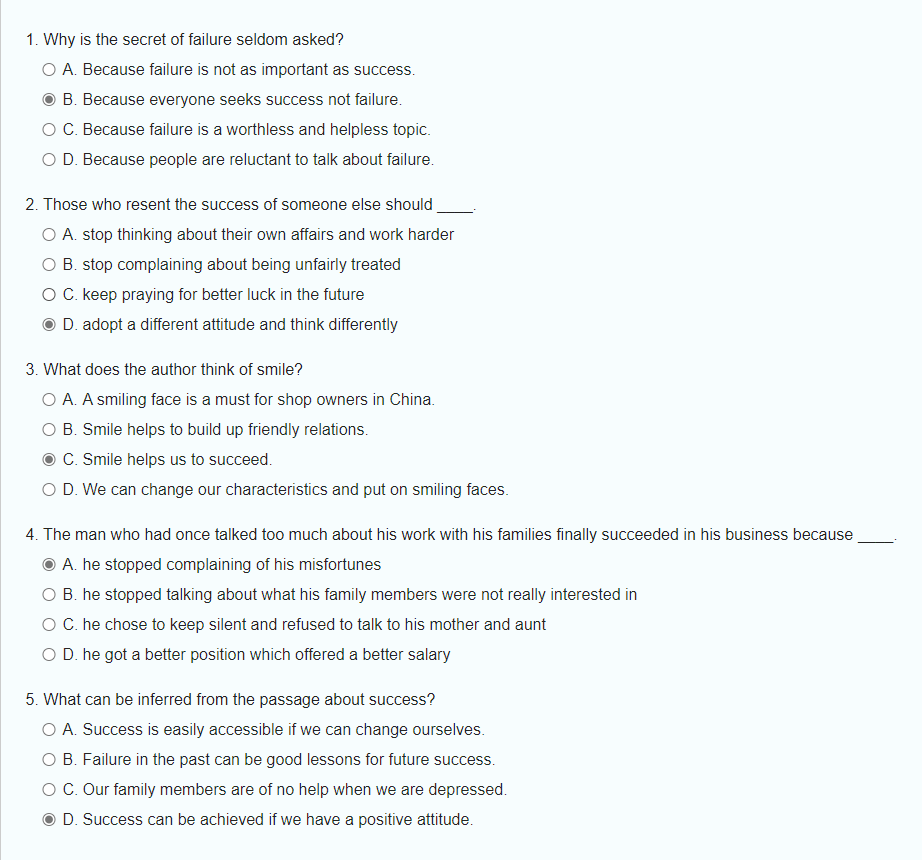 1. Why is the secret of failure seldom asked?
A. Because failure is not as important as success.
B. Because everyone seeks success not failure.
C. Because failure is a worthless and helpless topic.
D. Because people are reluctant to talk about failure.
2. Those who resent the success of someone else should ____.
A. stop thinking about their own affairs and work harder
B. stop complaining about being unfairly treated
C. keep praying for better luck in the future
D. adopt a different attitude and think differently
3. What does the author think of smile?
A. A smiling face is a must for shop owners in China.
B. Smile helps to build up friendly relations.
C. Smile helps us to succeed.
D. We can change our characteristics and put on smiling faces.
4. The man who had once talked too much about his work with his families finally succeeded in his business because ____.
A. he stopped complaining of his misfortunes
B. he stopped talking about what his family members were not really interested in
C. he chose to keep silent and refused to talk to his mother and aunt
D. he got a better position which offered a better salary
5. What can be inferred from the passage about success?
A. Success is easily accessible if we can change ourselves.
B. Failure in the past can be good lessons for future success.
C. Our family members are of no help when we are depressed.
D. Success can be achieved if we have a positive attitude.